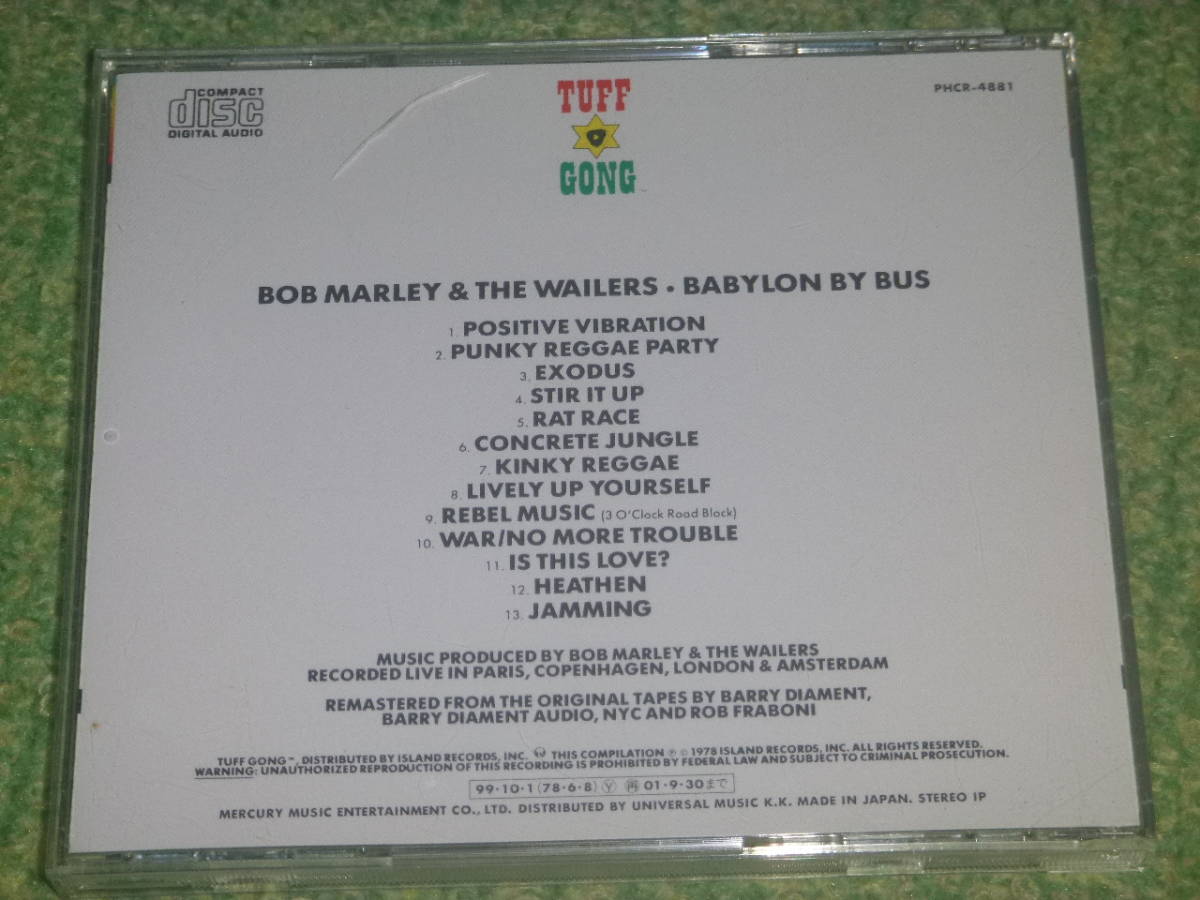 COMPACT
disc
DIGITAL AUDIO
TUFF
GONG
PHCR-4881
BOB MARLEY & THE WAILERS • BABYLON BY BUS
1. POSITIVE VIBRATION
2. PUNKY REGGAE PARTY
3. EXODUS
4. STIR IT UP
5. RAT RACE
6. CONCRETE JUNGLE
7. KINKY REGGAE
8. LIVELY UP YOURSELF
9. REBEL MUSIC (3 O'Clock Road Block)
10. WAR/NO MORE TROUBLE
11. IS THIS LOVE?
12. HEATHEN
13. JAMMING
MUSIC PRODUCED BY BOB MARLEY & THE WAILERS
RECORDED LIVE IN PARIS, COPENHAGEN, LONDON & AMSTERDAM
REMASTERED FROM THE ORIGINAL TAPES BY BARRY DIAMENT,
BARRY DIAMENT AUDIO, NYC AND ROB FRABONI
TUFF GONG™, DISTRIBUTED BY ISLAND RECORDS, INC. THIS COMPILATION ℗ © 1978 ISLAND RECORDS, INC. ALL RIGHTS RESERVED.
WARNING: UNAUTHORIZED REPRODUCTION OF THIS RECORDING IS PROHIBITED BY FEDERAL LAW AND SUBJECT TO CRIMINAL PROSECUTION.
99·10·1 (78·6·8) Ⓨ 再 01·9·30まで
MERCURY MUSIC ENTERTAINMENT CO., LTD. DISTRIBUTED BY UNIVERSAL MUSIC K.K. MADE IN JAPAN. STEREO IP